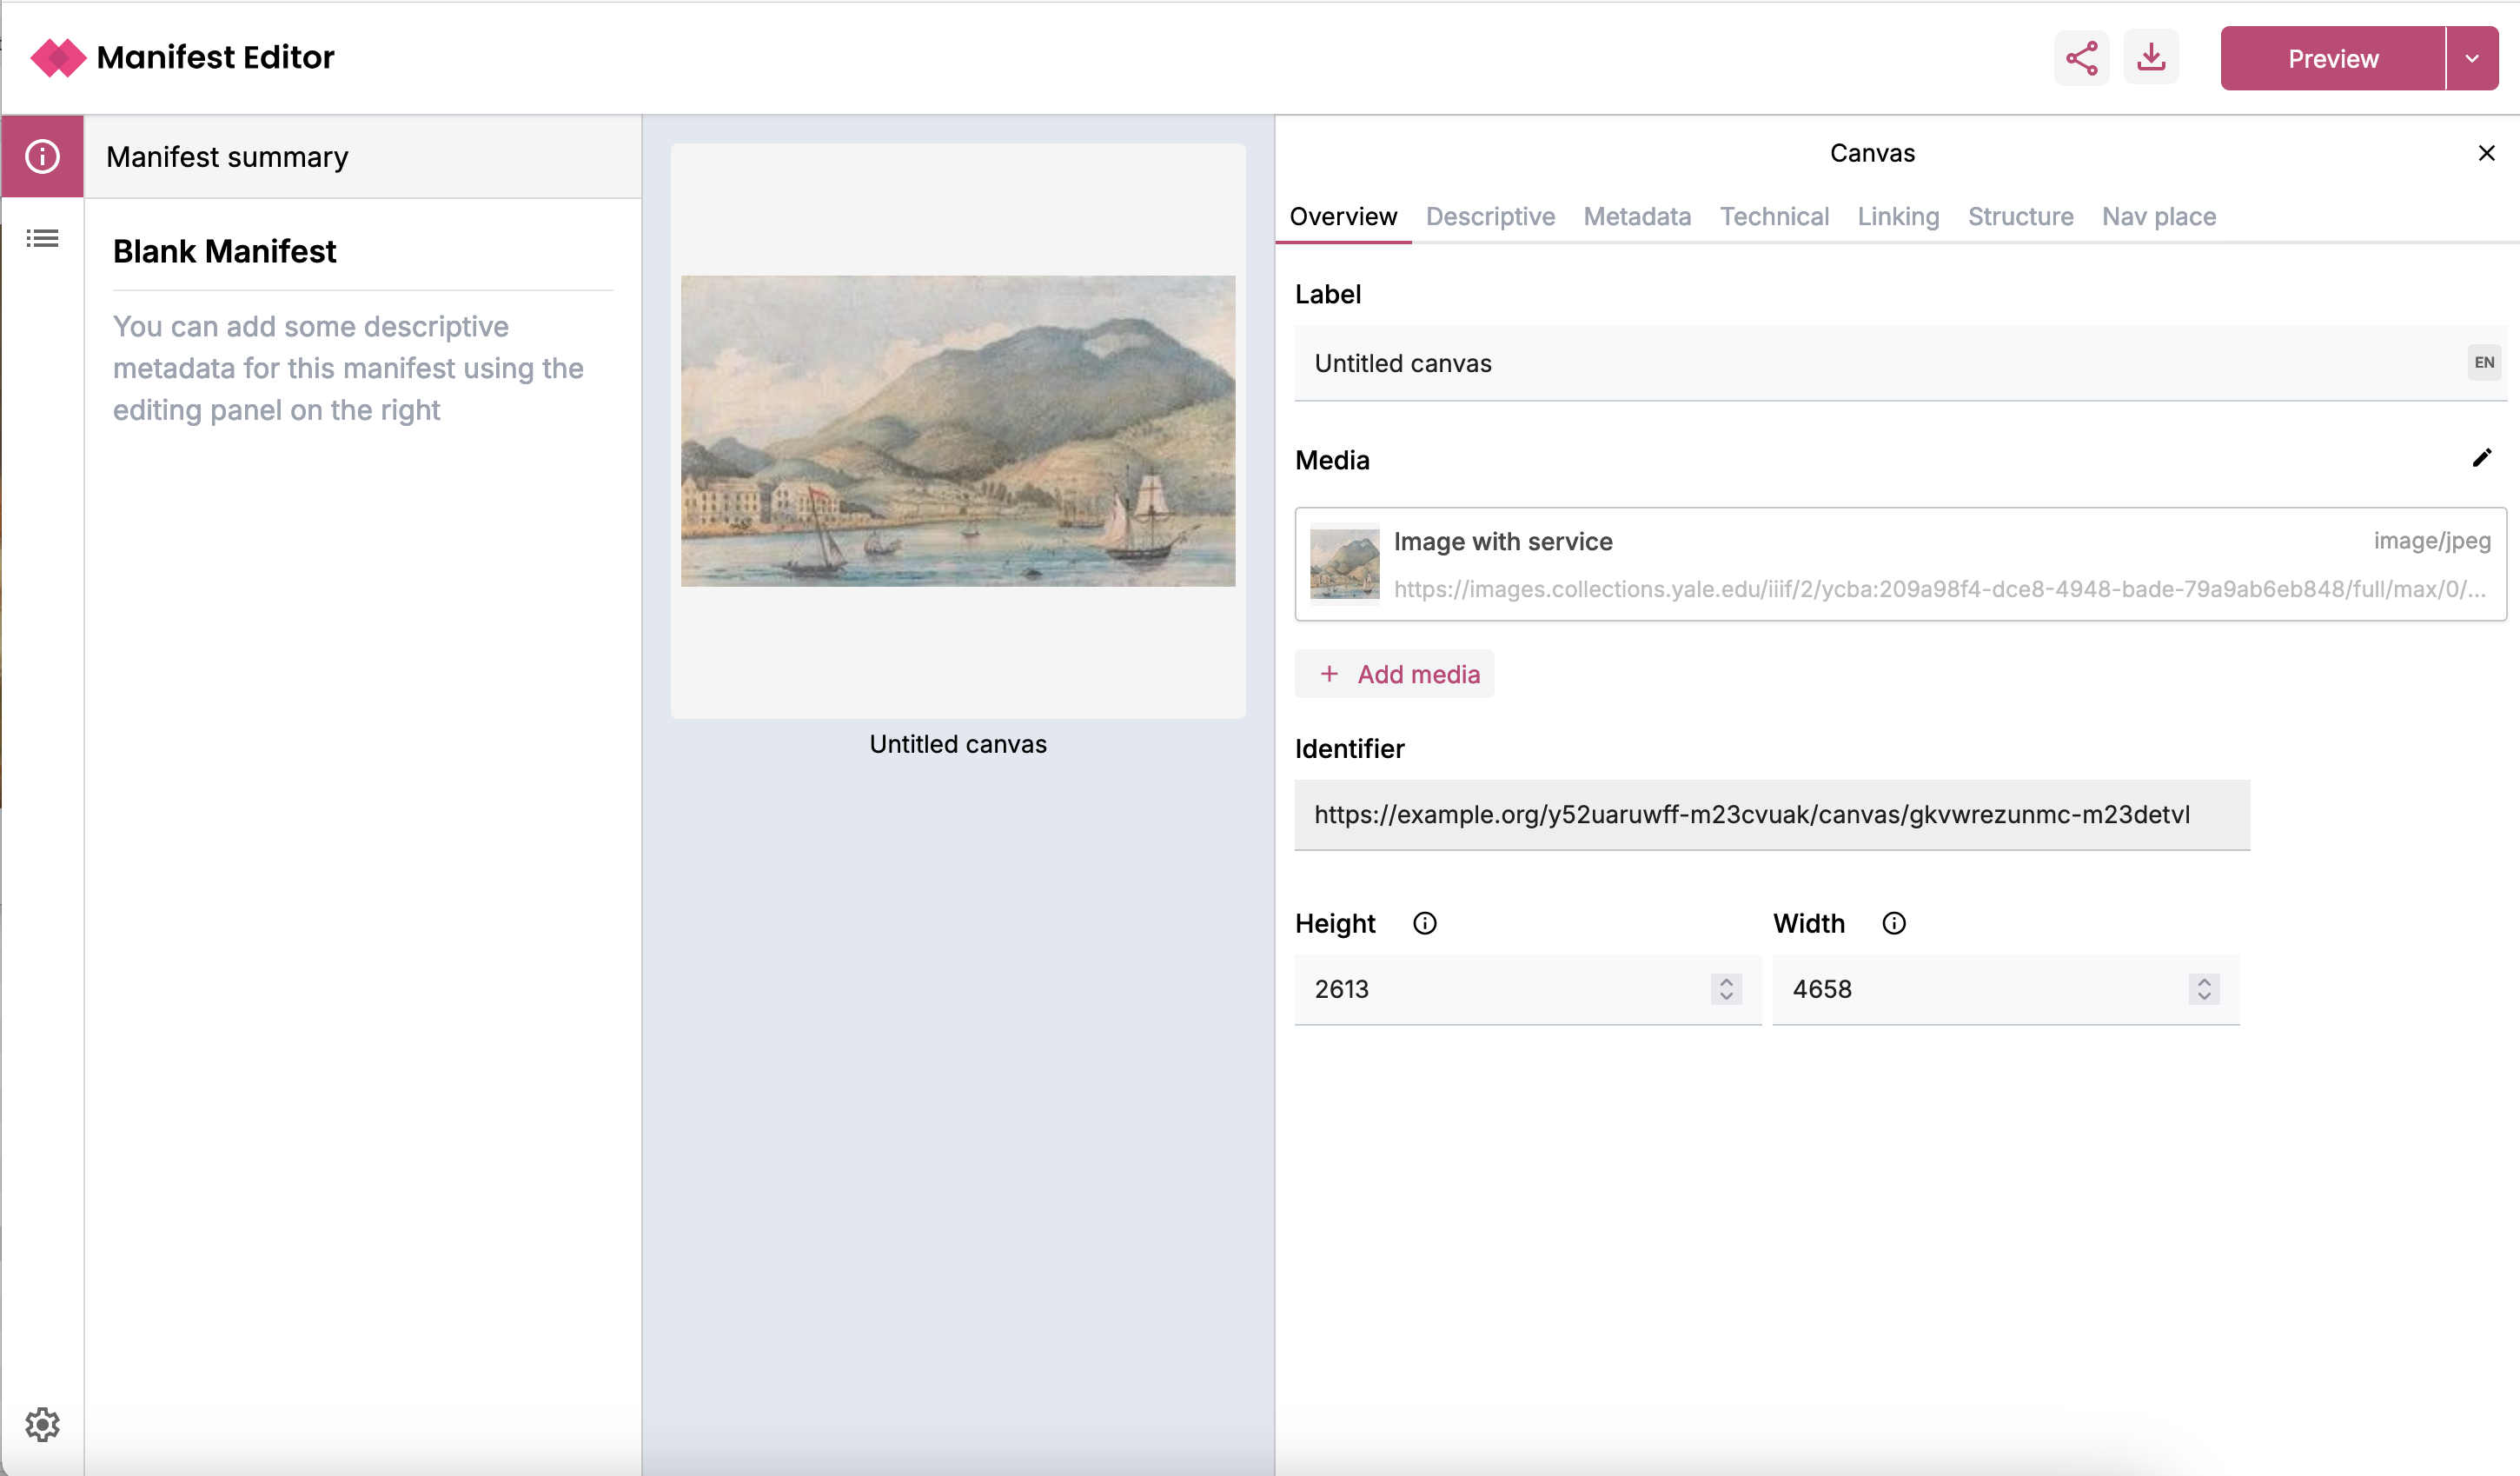 Manifest Editor
Preview
Manifest summary
Blank Manifest
You can add some descriptive
metadata for this manifest using the
editing panel on the right
Untitled canvas
Canvas
Overview Descriptive Metadata Technical Linking Structure Nav place
Label
Untitled canvas EN
Media
Image with service image/jpeg
https://images.collections.yale.edu/iiif/2/ycba:209a98f4-dce8-4948-bade-79a9ab6eb848/full/max/0/...
+ Add media
Identifier
https://example.org/y52uaruwff-m23cvuak/canvas/gkvwrezunmc-m23detvl
Height Width
2613 4658